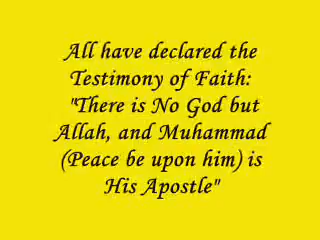 All have declared the
Testimony of Faith:
"There is No God but
Allah, and Muhammad
(Peace be upon him) is
His Apostle"